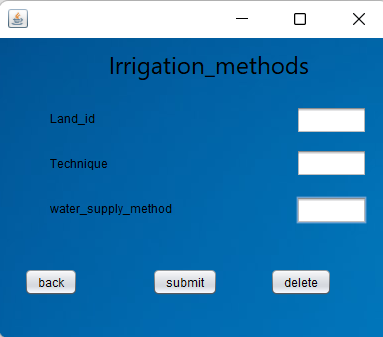 Irrigation_methods
Land_id
Technique
water_supply_method
back submit delete